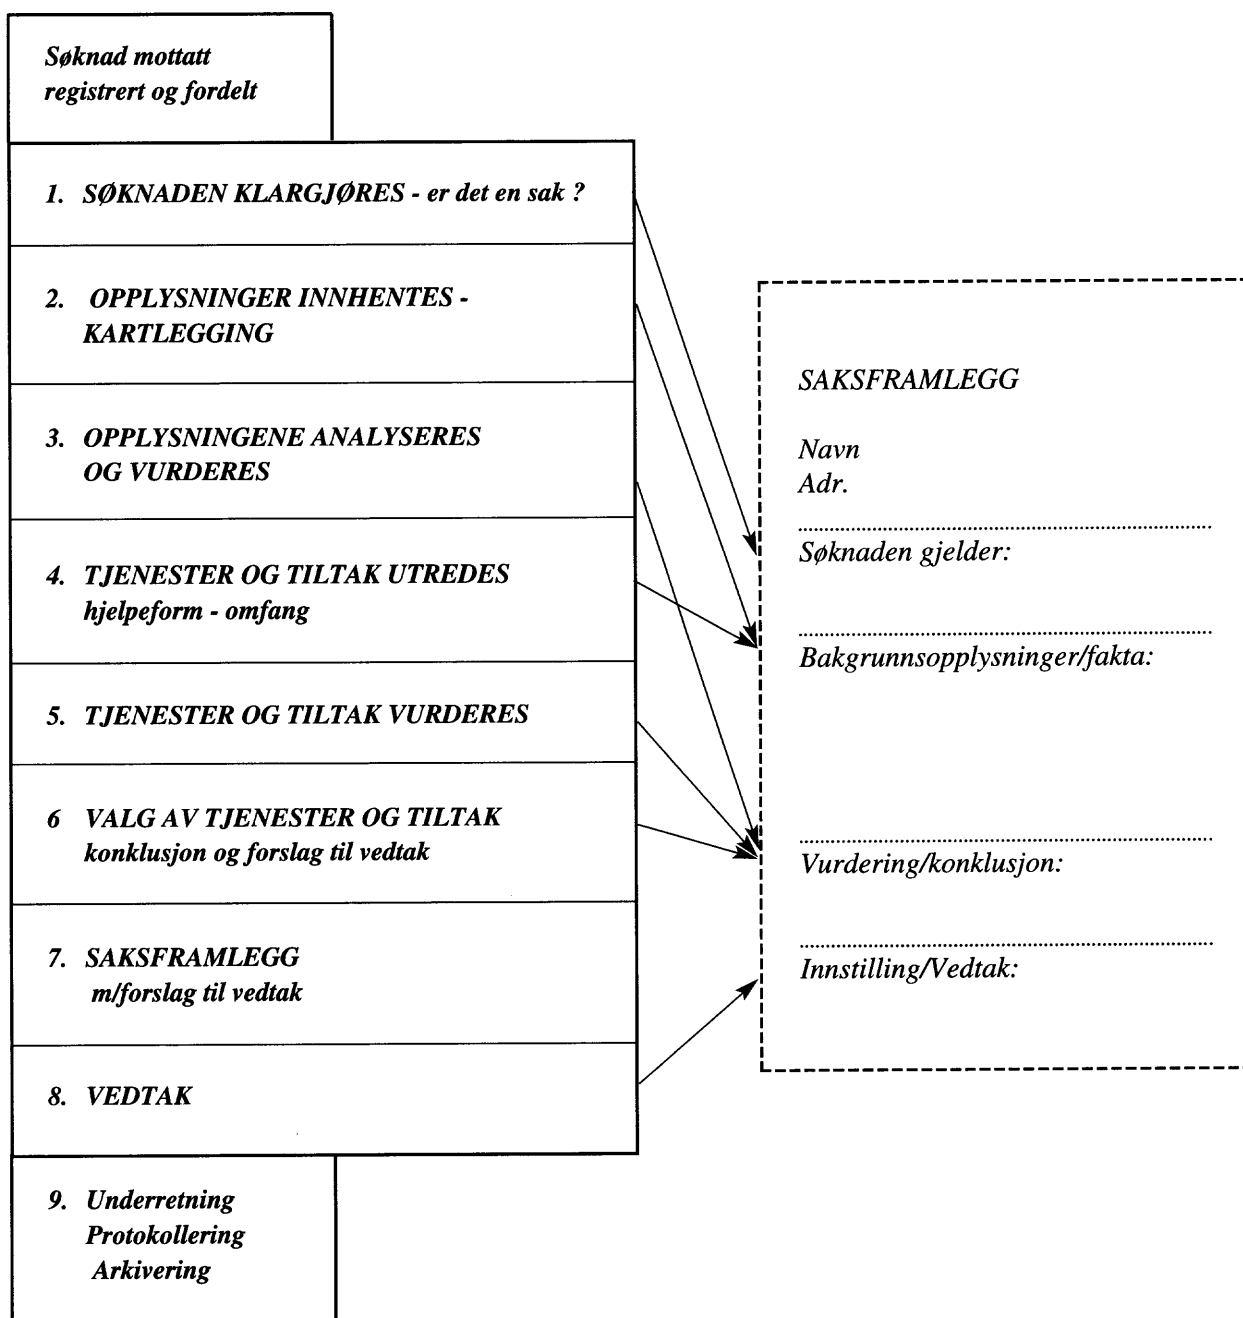 Søknad mottatt
registrert og fordelt
1. SØKNADEN KLARGJØRES - er det en sak ?
2. OPPLYSNINGER INNHENTES -
KARTLEGGING
3. OPPLYSNINGENE ANALYSERES
OG VURDERES
4. TJENESTER OG TILTAK UTREDES
hjelpeform - omfang
5. TJENESTER OG TILTAK VURDERES
6 VALG AV TJENESTER OG TILTAK
konklusjon og forslag til vedtak
7. SAKSFRAMLEGG
m/forslag til vedtak
8. VEDTAK
9. Underretning
Protokollering
Arkivering
SAKSFRAMLEGG
Navn
Adr.
Søknaden gjelder:
Bakgrunnsopplysninger/fakta:
Vurdering/konklusjon:
Innstilling/Vedtak: